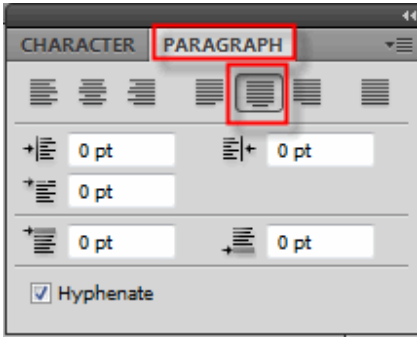 CHARACTER PARAGRAPH
0 pt 0 pt
0 pt
0 pt 0 pt
Hyphenate